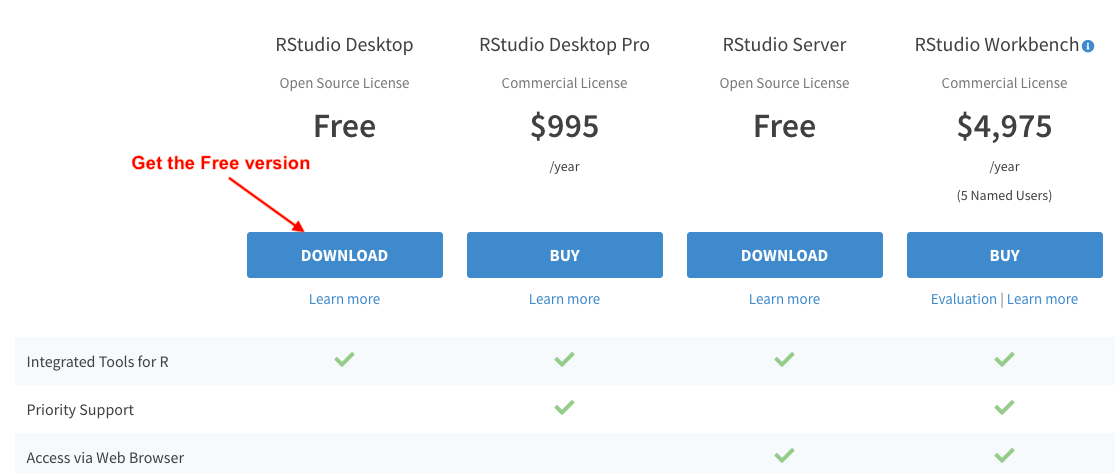 RStudio Desktop RStudio Desktop Pro RStudio Server RStudio Workbench
Open Source License Commercial License Open Source License Commercial License
Free $995 Free $4,975
Get the Free version
/year /year
(5 Named Users)
DOWNLOAD BUY DOWNLOAD BUY
Learn more Learn more Learn more Evaluation | Learn more
Integrated Tools for R
Priority Support
Access via Web Browser